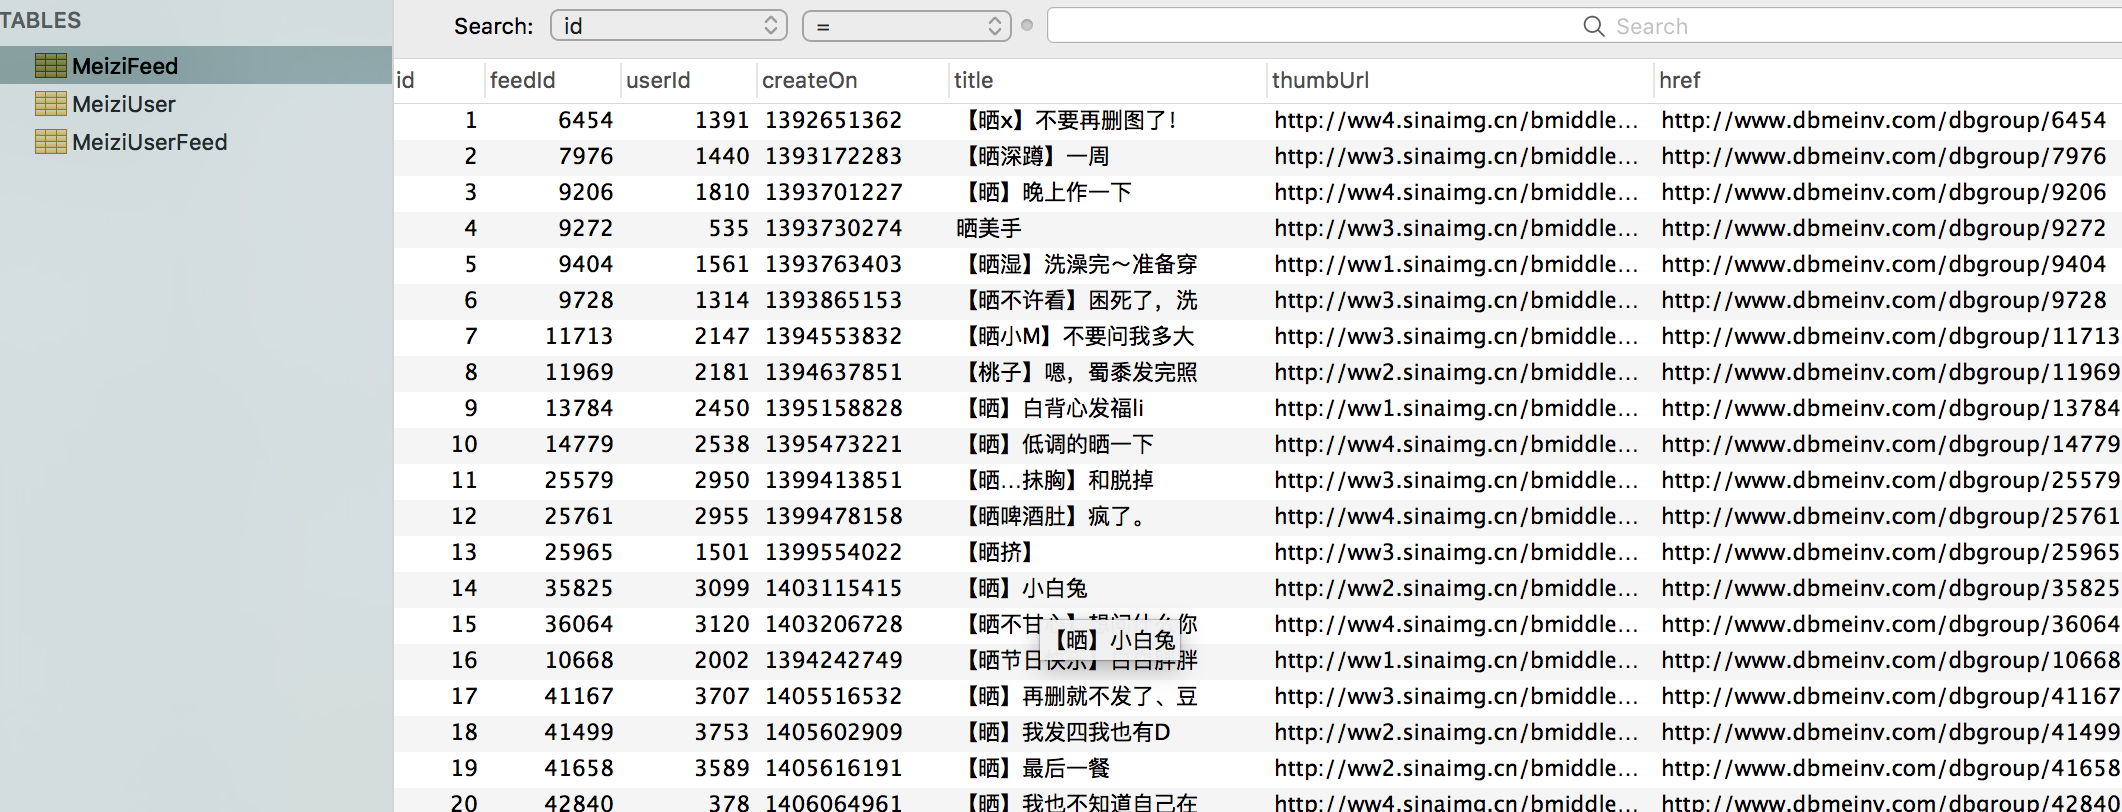 TABLES
MeiziFeed
MeiziUser
MeiziUserFeed
Search: id = Search
id feedId userId createOn title thumbUrl href
1 6454 1391 1392651362 【晒x】不要再删图了! http://ww4.sinaimg.cn/bmiddle... http://www.dbmeinv.com/dbgroup/6454
2 7976 1440 1393172283 【晒深蹲】一周 http://ww3.sinaimg.cn/bmiddle... http://www.dbmeinv.com/dbgroup/7976
3 9206 1810 1393701227 【晒】晚上作一下 http://ww4.sinaimg.cn/bmiddle... http://www.dbmeinv.com/dbgroup/9206
4 9272 535 1393730274 晒美手 http://ww3.sinaimg.cn/bmiddle... http://www.dbmeinv.com/dbgroup/9272
5 9404 1561 1393763403 【晒湿】洗澡完～准备穿 http://ww1.sinaimg.cn/bmiddle... http://www.dbmeinv.com/dbgroup/9404
6 9728 1314 1393865153 【晒不许看】困死了，洗 http://ww3.sinaimg.cn/bmiddle... http://www.dbmeinv.com/dbgroup/9728
7 11713 2147 1394553832 【晒小M】不要问我多大 http://ww3.sinaimg.cn/bmiddle... http://www.dbmeinv.com/dbgroup/11713
8 11969 2181 1394637851 【桃子】嗯，蜀黍发完照 http://ww2.sinaimg.cn/bmiddle... http://www.dbmeinv.com/dbgroup/11969
9 13784 2450 1395158828 【晒】白背心发福li http://ww1.sinaimg.cn/bmiddle... http://www.dbmeinv.com/dbgroup/13784
10 14779 2538 1395473221 【晒】低调的晒一下 http://ww4.sinaimg.cn/bmiddle... http://www.dbmeinv.com/dbgroup/14779
11 25579 2950 1399413851 【晒...抹胸】和脱掉 http://ww3.sinaimg.cn/bmiddle... http://www.dbmeinv.com/dbgroup/25579
12 25761 2955 1399478158 【晒啤酒肚】疯了。 http://ww4.sinaimg.cn/bmiddle... http://www.dbmeinv.com/dbgroup/25761
13 25965 1501 1399554022 【晒挤】 http://ww3.sinaimg.cn/bmiddle... http://www.dbmeinv.com/dbgroup/25965
14 35825 3099 1403115415 【晒】小白兔 http://ww2.sinaimg.cn/bmiddle... http://www.dbmeinv.com/dbgroup/35825
15 36064 3120 1403206728 【晒不甘 你 http://ww4.sinaimg.cn/bmiddle... http://www.dbmeinv.com/dbgroup/36064
【晒】小白兔
16 10668 2002 1394242749 【晒节日 胖 http://ww1.sinaimg.cn/bmiddle... http://www.dbmeinv.com/dbgroup/10668
17 41167 3707 1405516532 【晒】再删就不发了、豆 http://ww3.sinaimg.cn/bmiddle... http://www.dbmeinv.com/dbgroup/41167
18 41499 3753 1405602909 【晒】我发四我也有D http://ww2.sinaimg.cn/bmiddle... http://www.dbmeinv.com/dbgroup/41499
19 41658 3589 1405616191 【晒】最后一餐 http://ww2.sinaimg.cn/bmiddle... http://www.dbmeinv.com/dbgroup/41658
20 42840 378 1406064961 【晒】我也不知道自己在 http://ww4.sinaimg.cn/bmiddle... http://www.dbmeinv.com/dbgroup/42840